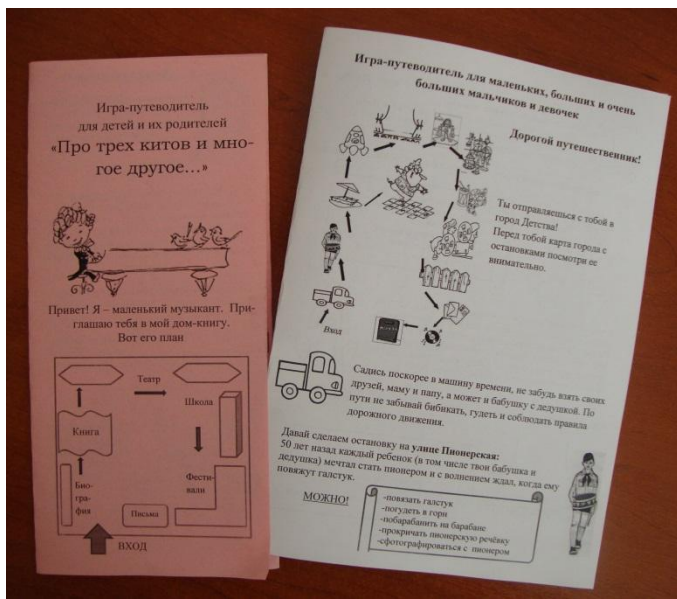 Игра-путеводитель
для детей и их родителей
«Про трех китов и мно-
гое другое...»
Привет! Я – маленький музыкант. При-
глашаю тебя в мой дом-книгу.
Вот его план
Театр
Школа
Книга
Био-
гра-
фия
Фести-
вали
Письма
ВХОД
Игра-путеводитель для маленьких, больших и очень
больших мальчиков и девочек
Дорогой путешественник!
Ты отправляешься с тобой в
город Детства!
Перед тобой карта города с
остановками посмотри ее
внимательно.
Вход
Садись поскорее в машину времени, не забудь взять своих
друзей, маму и папу, а может и бабушку с дедушкой. По
пути не забывай бибикать, гудеть и соблюдать правила
дорожного движения.
Давай сделаем остановку на улице Пионерская:
50 лет назад каждый ребенок (в том числе твои бабушка и
дедушка) мечтал стать пионером и с волнением ждал, когда ему
повяжут галстук.
МОЖНО!
-повязать галстук
-погудеть в горн
-побарабанить на барабане
-прокричать пионерскую речёвку
-сфотографироваться с пионером